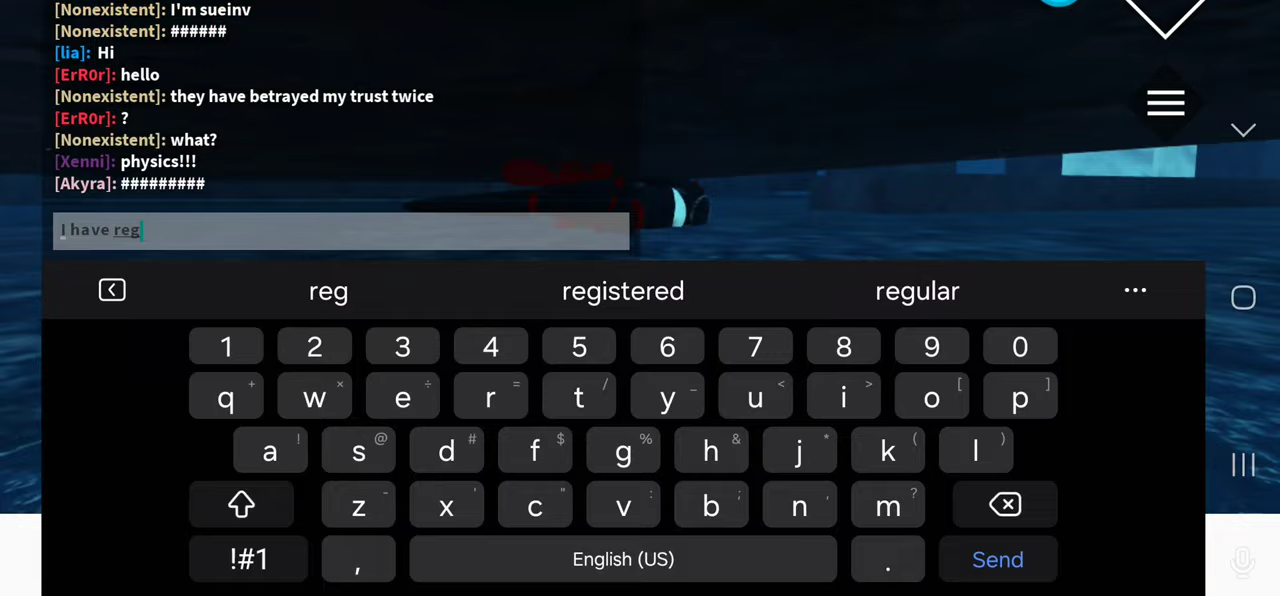 [Nonexistent]: I'm sueinv
[Nonexistent]: ######
[lia]: Hi
[ErR0r]: hello
[Nonexistent]: they have betrayed my trust twice
[ErR0r]: ?
[Nonexistent]: what?
[Xenni]: physics!!!
[Akyra]: #########
I have reg
reg registered regular ...
1 2 3 4 5 6 7 8 9 0
q + w × e ÷ r = t / y _ u < i > o [ p ]
a ! s @ d # f $ g % h & j * k ( l )
z - x ' c " v : b ; n , m ?
!#1 , English (US) . Send